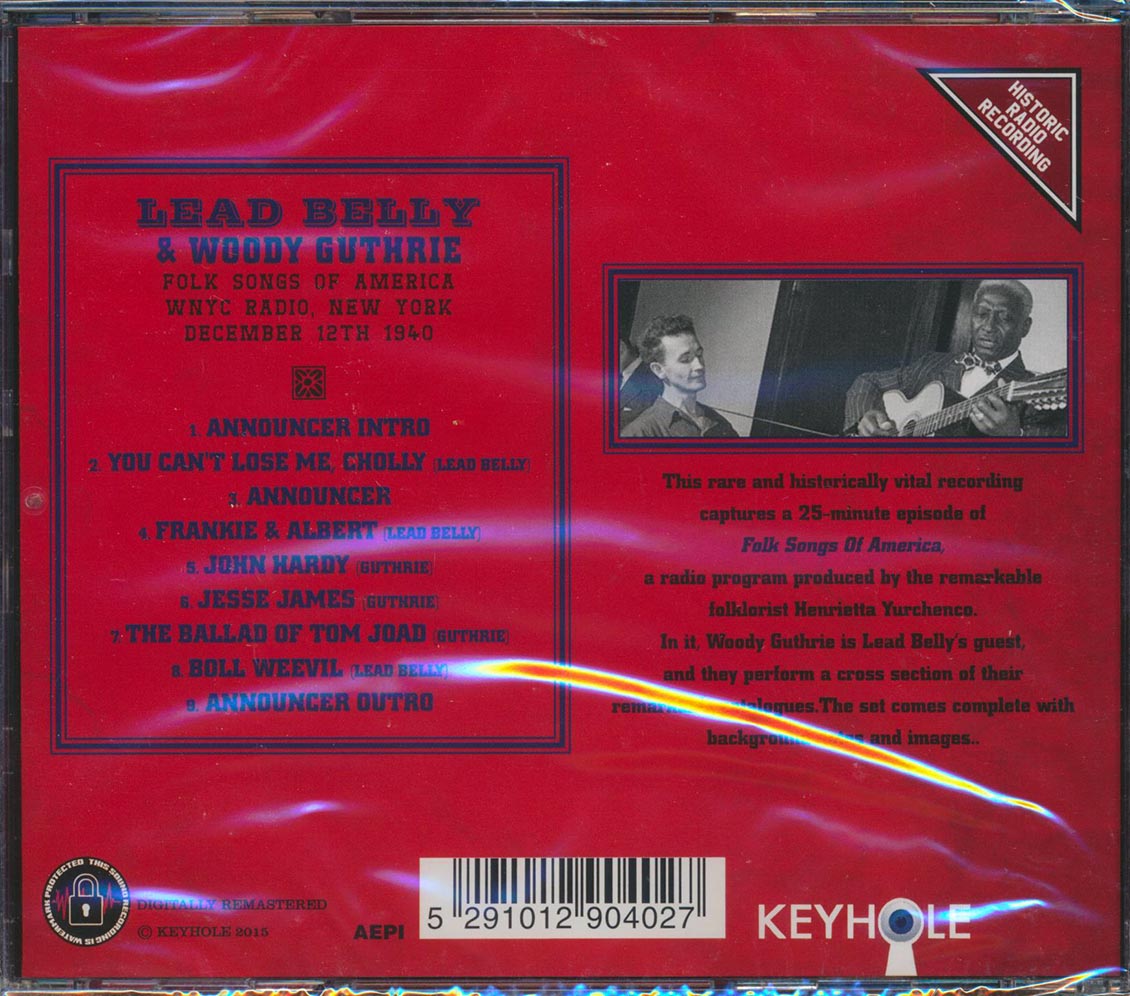 HISTORIC
RADIO
RECORDING
LEAD BELLY
& WOODY GUTHRIE
FOLK SONGS OF AMERICA
WNYC RADIO, NEW YORK
DECEMBER 12TH 1940
1. ANNOUNCER INTRO
2. YOU CAN'T LOSE ME, CHOLLY (LEAD BELLY)
3. ANNOUNCER
4. FRANKIE & ALBERT (LEAD BELLY)
5. JOHN HARDY (GUTHRIE)
6. JESSE JAMES (GUTHRIE)
7. THE BALLAD OF TOM JOAD (GUTHRIE)
8. BOLL WEEVIL (LEAD BELLY)
9. ANNOUNCER OUTRO
This rare and historically vital recording
captures a 25-minute episode of
Folk Songs Of America,
a radio program produced by the remarkable
folklorist Henrietta Yurchenco.
In it, Woody Guthrie is Lead Belly's guest,
and they perform a cross section of their
The set comes complete with
and images..
THIS SOUND RECORDING IS WATERMARK PROTECTED
DIGITALLY REMASTERED
© KEYHOLE 2015
AEPI
5 291012 904027
KEYHOLE